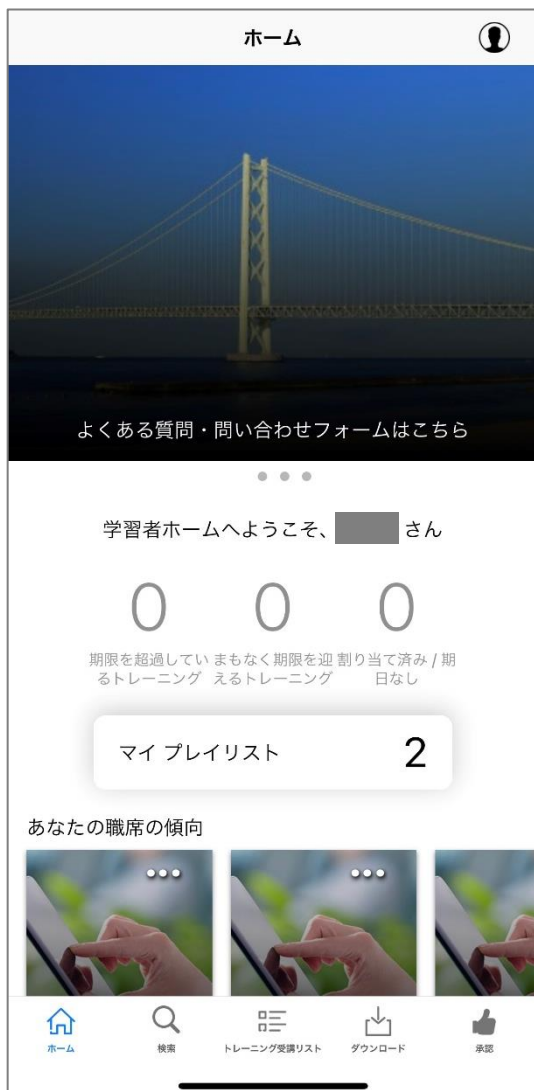 ホーム
よくある質問・問い合わせフォームはこちら
学習者ホームへようこそ、 さん
0 0 0
期限を超過してい まもなく期限を迎 割り当て済み / 期
るトレーニング えるトレーニング 日なし
マイ プレイリスト 2
あなたの職席の傾向
ホーム 検索 トレーニング受講リスト ダウンロード 承認